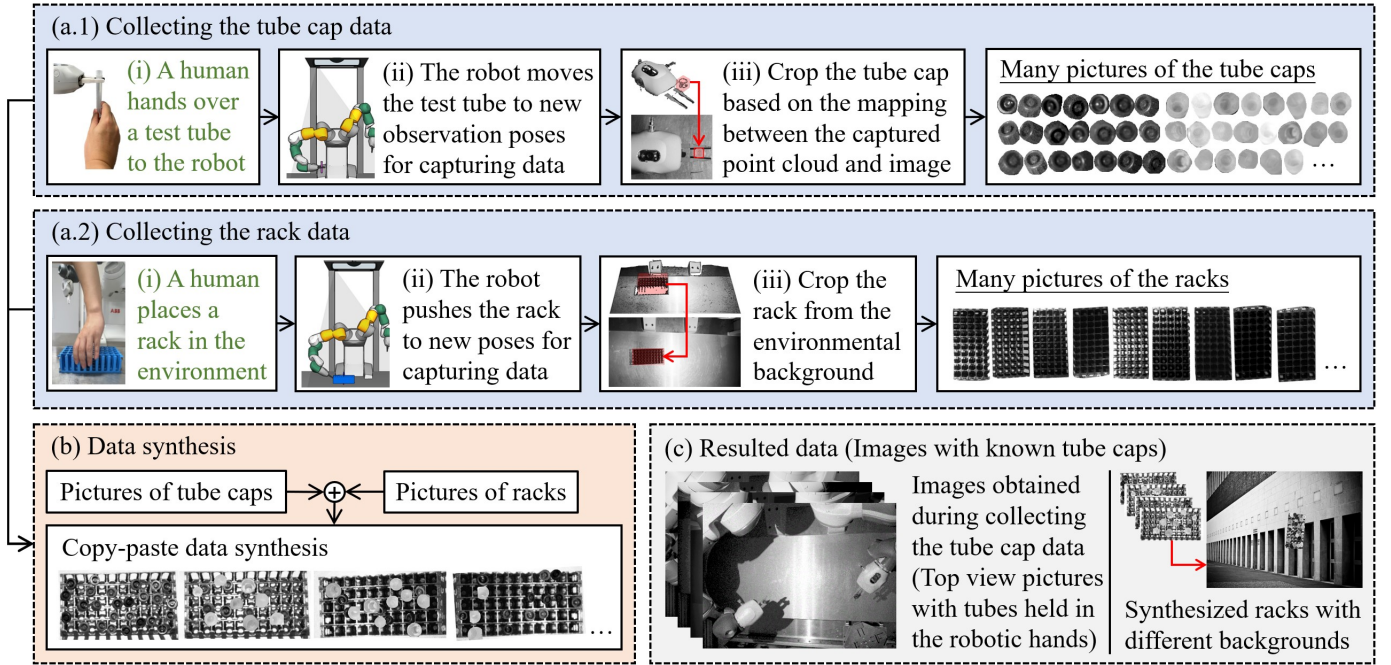 (a.1) Collecting the tube cap data
(i) A human
hands over
a test tube
to the robot
(ii) The robot moves
the test tube to new
observation poses
for capturing data
(iii) Crop the tube cap
based on the mapping
between the captured
point cloud and image
Many pictures of the tube caps
...
(a.2) Collecting the rack data
(i) A human
places a
rack in the
environment
(ii) The robot
pushes the rack
to new poses for
capturing data
(iii) Crop the
rack from the
environmental
background
Many pictures of the racks
...
(b) Data synthesis
Pictures of tube caps
Pictures of racks
Copy-paste data synthesis
...
(c) Resulted data (Images with known tube caps)
Images obtained
during collecting
the tube cap data
(Top view pictures
with tubes held in
the robotic hands)
Synthesized racks with
different backgrounds